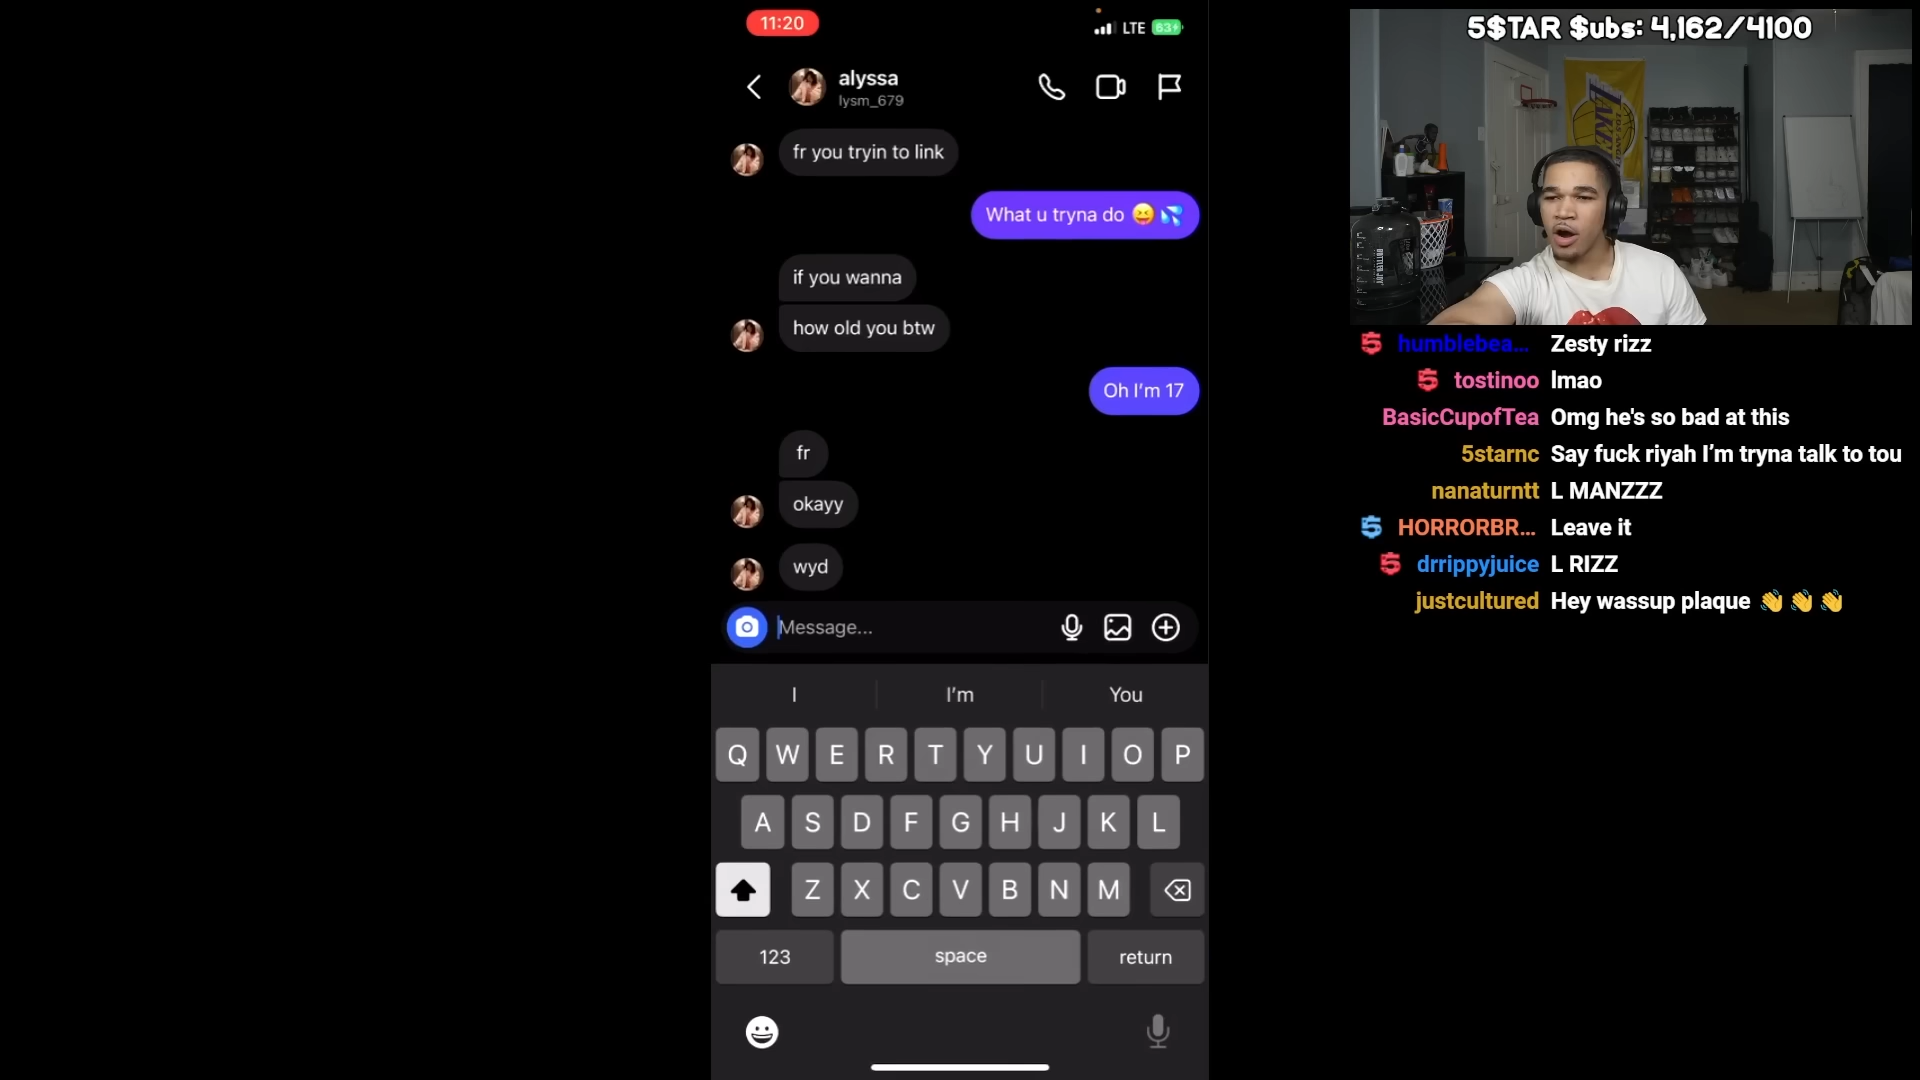 11:20
LTE 63+
alyssa
lysm_679
fr you tryin to link
What u tryna do 😝 💦
if you wanna
how old you btw
Oh I'm 17
fr
okayy
wyd
Message...
I I'm You
Q W E R T Y U I O P
A S D F G H J K L
Z X C V B N M
123 space return
5$TAR $ubs: 4,162/4100
LAKERS
humblebea... Zesty rizz
tostinoo lmao
BasicCupofTea Omg he's so bad at this
5starnc Say fuck riyah I'm tryna talk to tou
nanaturntt L MANZZZ
HORRORBR... Leave it
drrippyjuice L RIZZ
justcultured Hey wassup plaque 👋 👋 👋